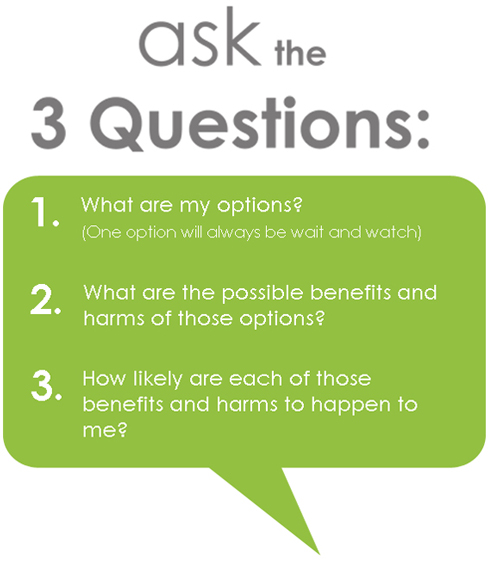 ask the
3 Questions:
1. What are my options?
(One option will always be wait and watch)
2. What are the possible benefits and
harms of those options?
3. How likely are each of those
benefits and harms to happen to
me?